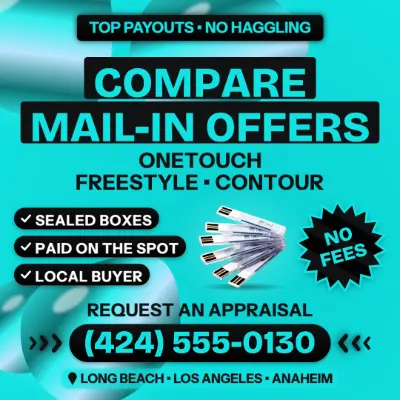 TOP PAYOUTS ▪ NO HAGGLING
COMPARE
MAIL-IN OFFERS
ONETOUCH
FREESTYLE ▪ CONTOUR
SEALED BOXES
PAID ON THE SPOT
LOCAL BUYER
NO
FEES
REQUEST AN APPRAISAL
(424) 555-0130
LONG BEACH ▪ LOS ANGELES ▪ ANAHEIM